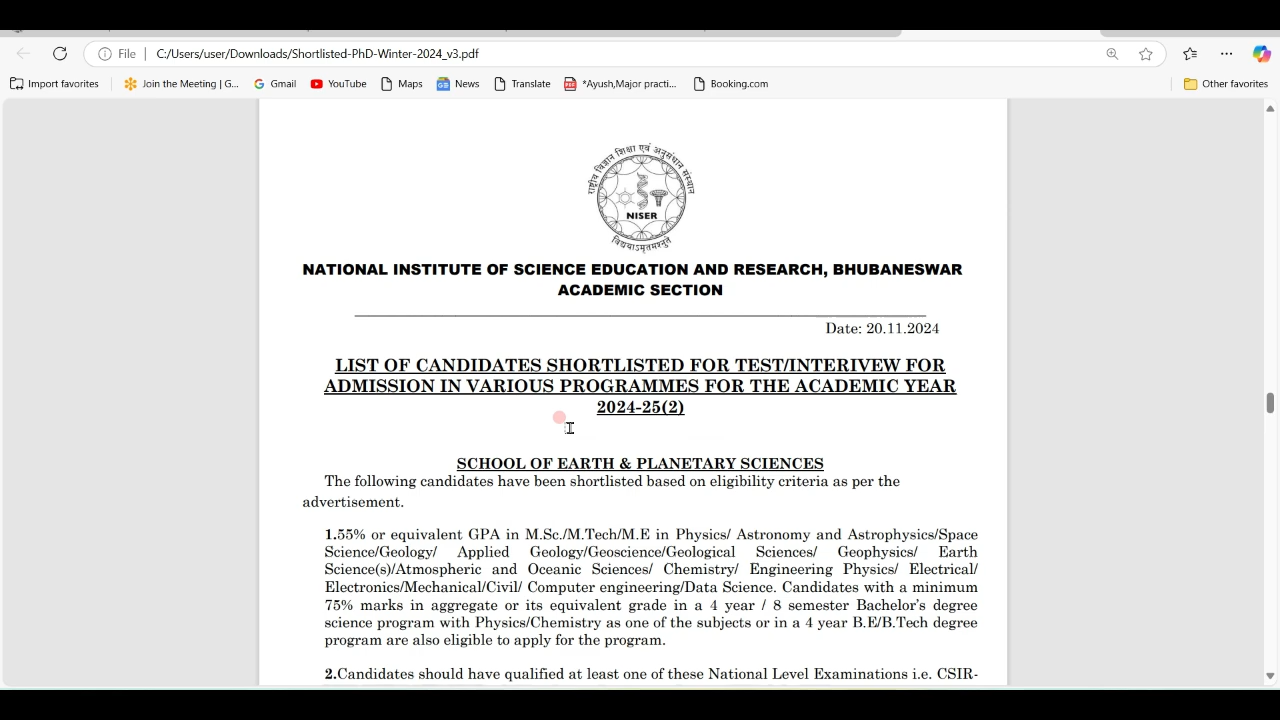 File C:/Users/user/Downloads/Shortlisted-PhD-Winter-2024_v3.pdf
Import favorites Join the Meeting | G... Gmail YouTube Maps News Translate *Ayush,Major practi... Booking.com Other favorites
राष्ट्रीय विज्ञान शिक्षा एवं अनुसंधान संस्थान
NISER
विद्ययाऽमृतमश्नुते
NATIONAL INSTITUTE OF SCIENCE EDUCATION AND RESEARCH, BHUBANESWAR
ACADEMIC SECTION
Date: 20.11.2024
LIST OF CANDIDATES SHORTLISTED FOR TEST/INTERIVEW FOR
ADMISSION IN VARIOUS PROGRAMMES FOR THE ACADEMIC YEAR
2024-25(2)
SCHOOL OF EARTH & PLANETARY SCIENCES
The following candidates have been shortlisted based on eligibility criteria as per the
advertisement.
1.55% or equivalent GPA in M.Sc./M.Tech/M.E in Physics/ Astronomy and Astrophysics/Space
Science/Geology/ Applied Geology/Geoscience/Geological Sciences/ Geophysics/ Earth
Science(s)/Atmospheric and Oceanic Sciences/ Chemistry/ Engineering Physics/ Electrical/
Electronics/Mechanical/Civil/ Computer engineering/Data Science. Candidates with a minimum
75% marks in aggregate or its equivalent grade in a 4 year / 8 semester Bachelor's degree
science program with Physics/Chemistry as one of the subjects or in a 4 year B.E/B.Tech degree
program are also eligible to apply for the program.
2.Candidates should have qualified at least one of these National Level Examinations i.e. CSIR-